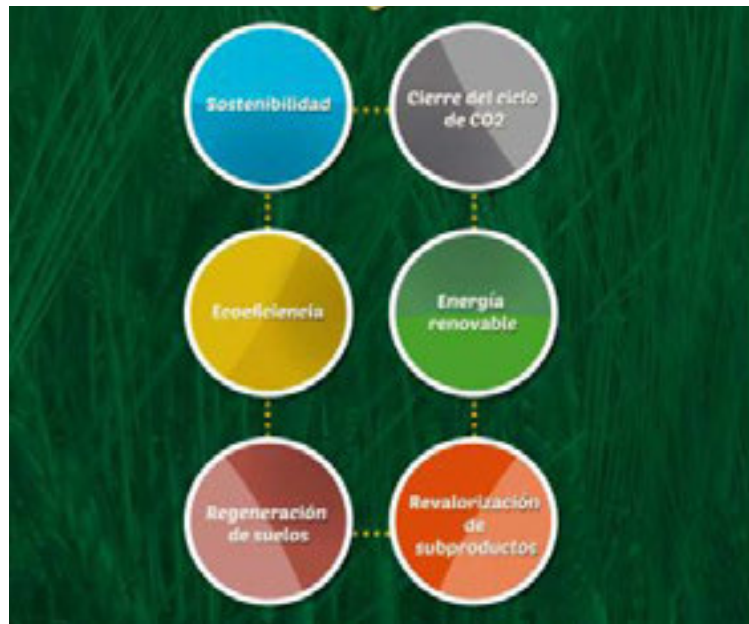 Sostenibilidad
Cierre del ciclo
de CO2
Ecoeficiencia
Energía
renovable
Regeneración
de suelos
Revalorización
de
subproductos